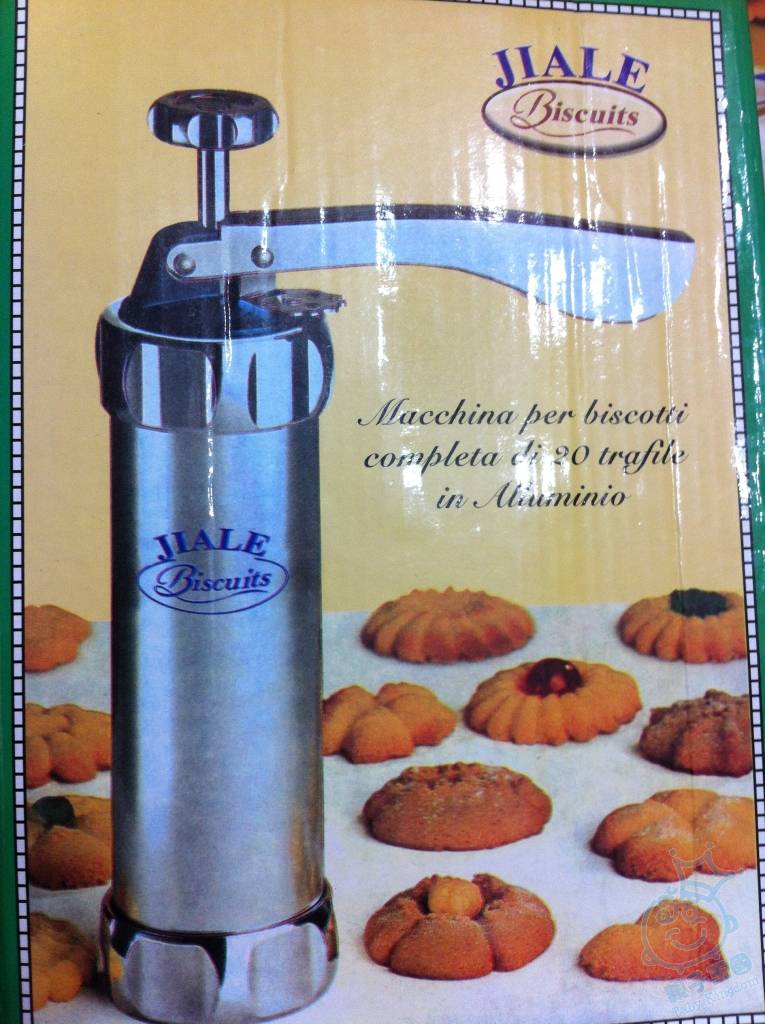 JIALE
Biscuits
Macchina per biscotti
completa di 20 trafile
in Alluminio
JIALE
Biscuits